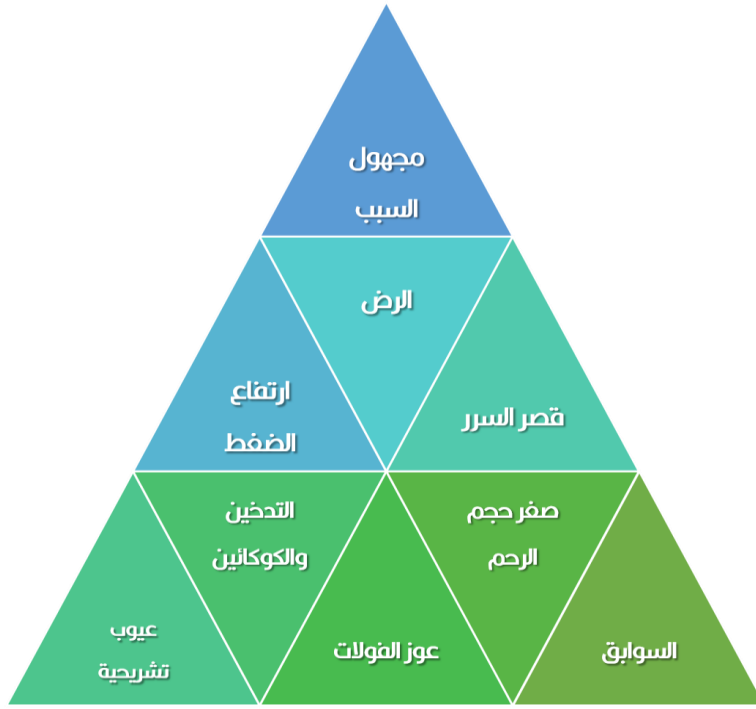 مجهول
السبب
الرض
ارتفاع
الضغط
قصر السرر
التدخين
والكوكائين
صغر حجم
الرحم
عيوب
تشريحية
عوز الفولات
السوابق